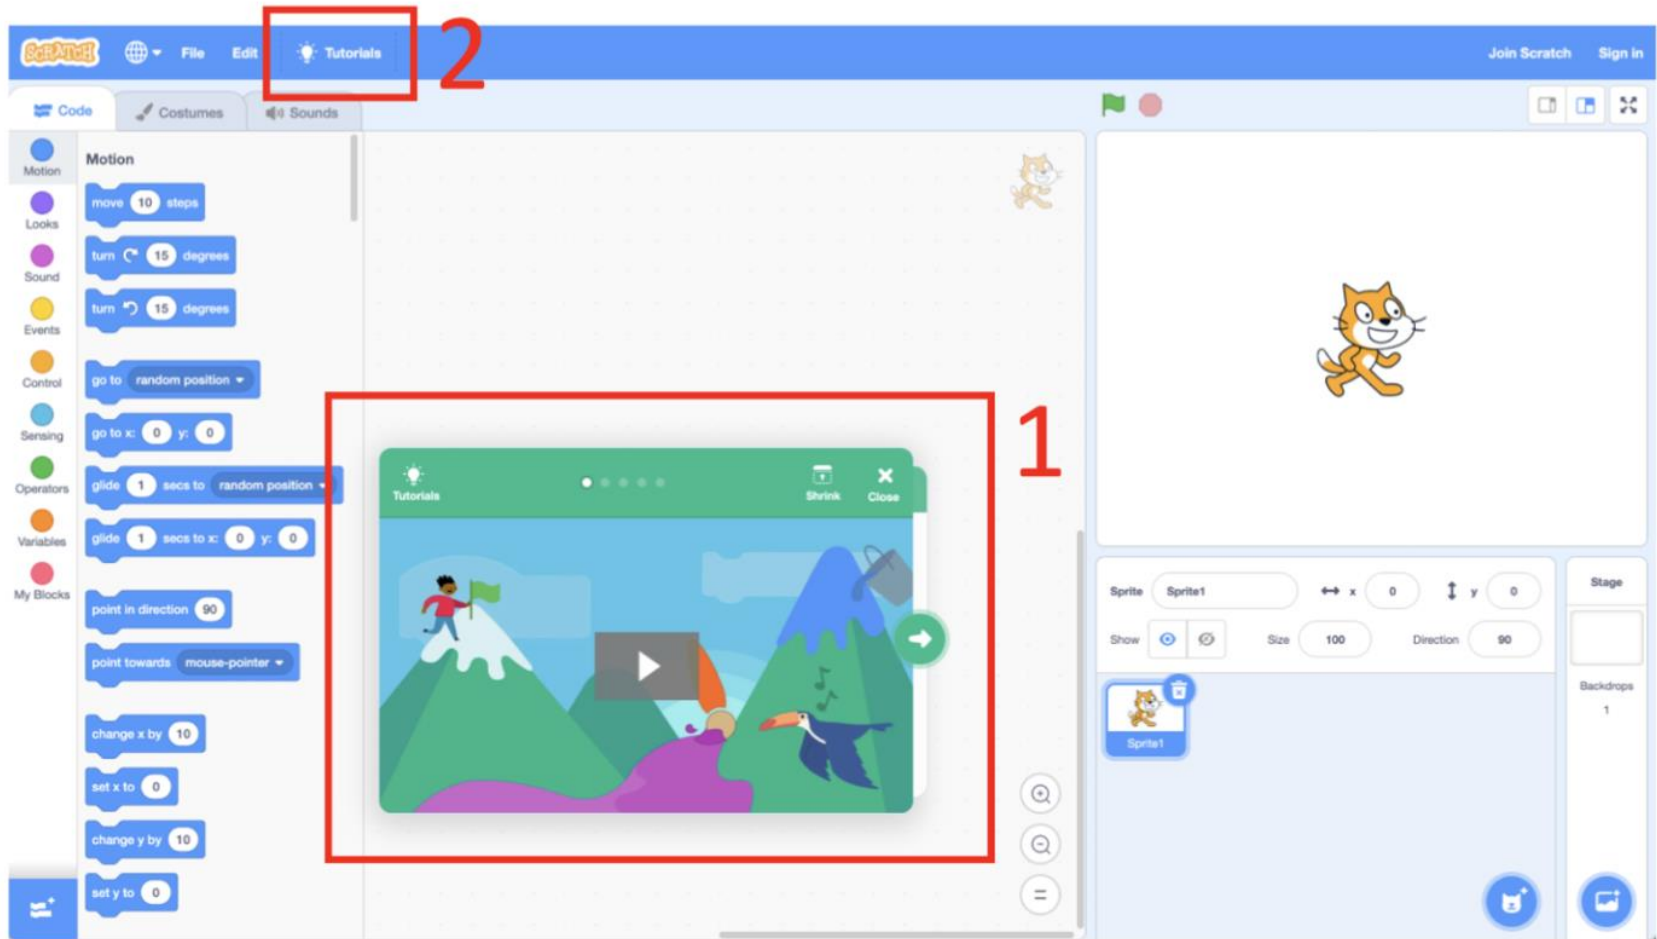 2
SCRATCH File Edit Tutorials Join Scratch Sign in
Code Costumes Sounds
Motion
Looks
Sound
Events
Control
Sensing
Operators
Variables
My Blocks
Motion
move 10 steps
turn 15 degrees
turn 15 degrees
go to random position
go to x: 0 y: 0
glide 1 secs to random position
glide 1 secs to x: 0 y: 0
point in direction 90
point towards mouse-pointer
change x by 10
set x to 0
change y by 10
set y to 0
1
Tutorials Shrink Close
Sprite Sprite1 x 0 y 0
Show Size 100 Direction 90
Sprite1
Stage
Backdrops
1